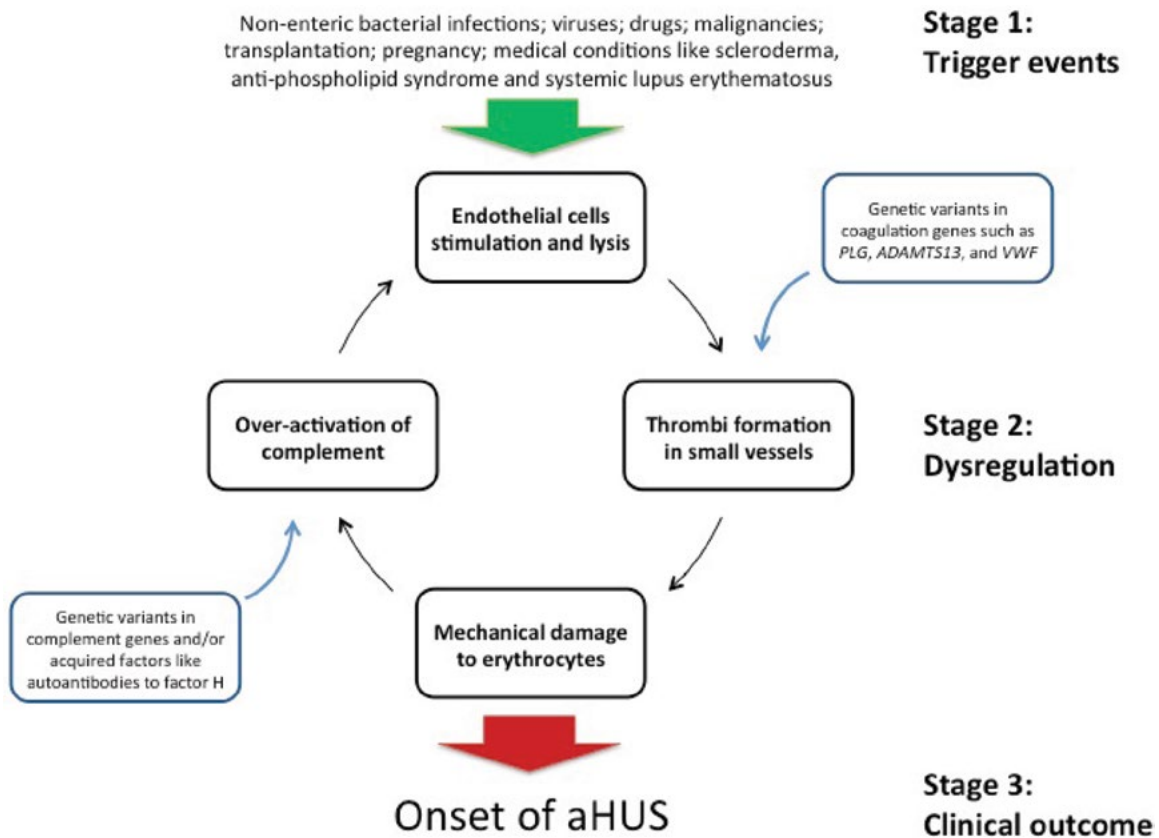 Non-enteric bacterial infections; viruses; drugs; malignancies;
transplantation; pregnancy; medical conditions like scleroderma,
anti-phospholipid syndrome and systemic lupus erythematosus
Stage 1:
Trigger events
Endothelial cells
stimulation and lysis
Genetic variants in
coagulation genes such as
PLG, ADAMTS13, and VWF
Over-activation of
complement
Thrombi formation
in small vessels
Stage 2:
Dysregulation
Genetic variants in
complement genes and/or
acquired factors like
autoantibodies to factor H
Mechanical damage
to erythrocytes
Onset of aHUS
Stage 3:
Clinical outcome